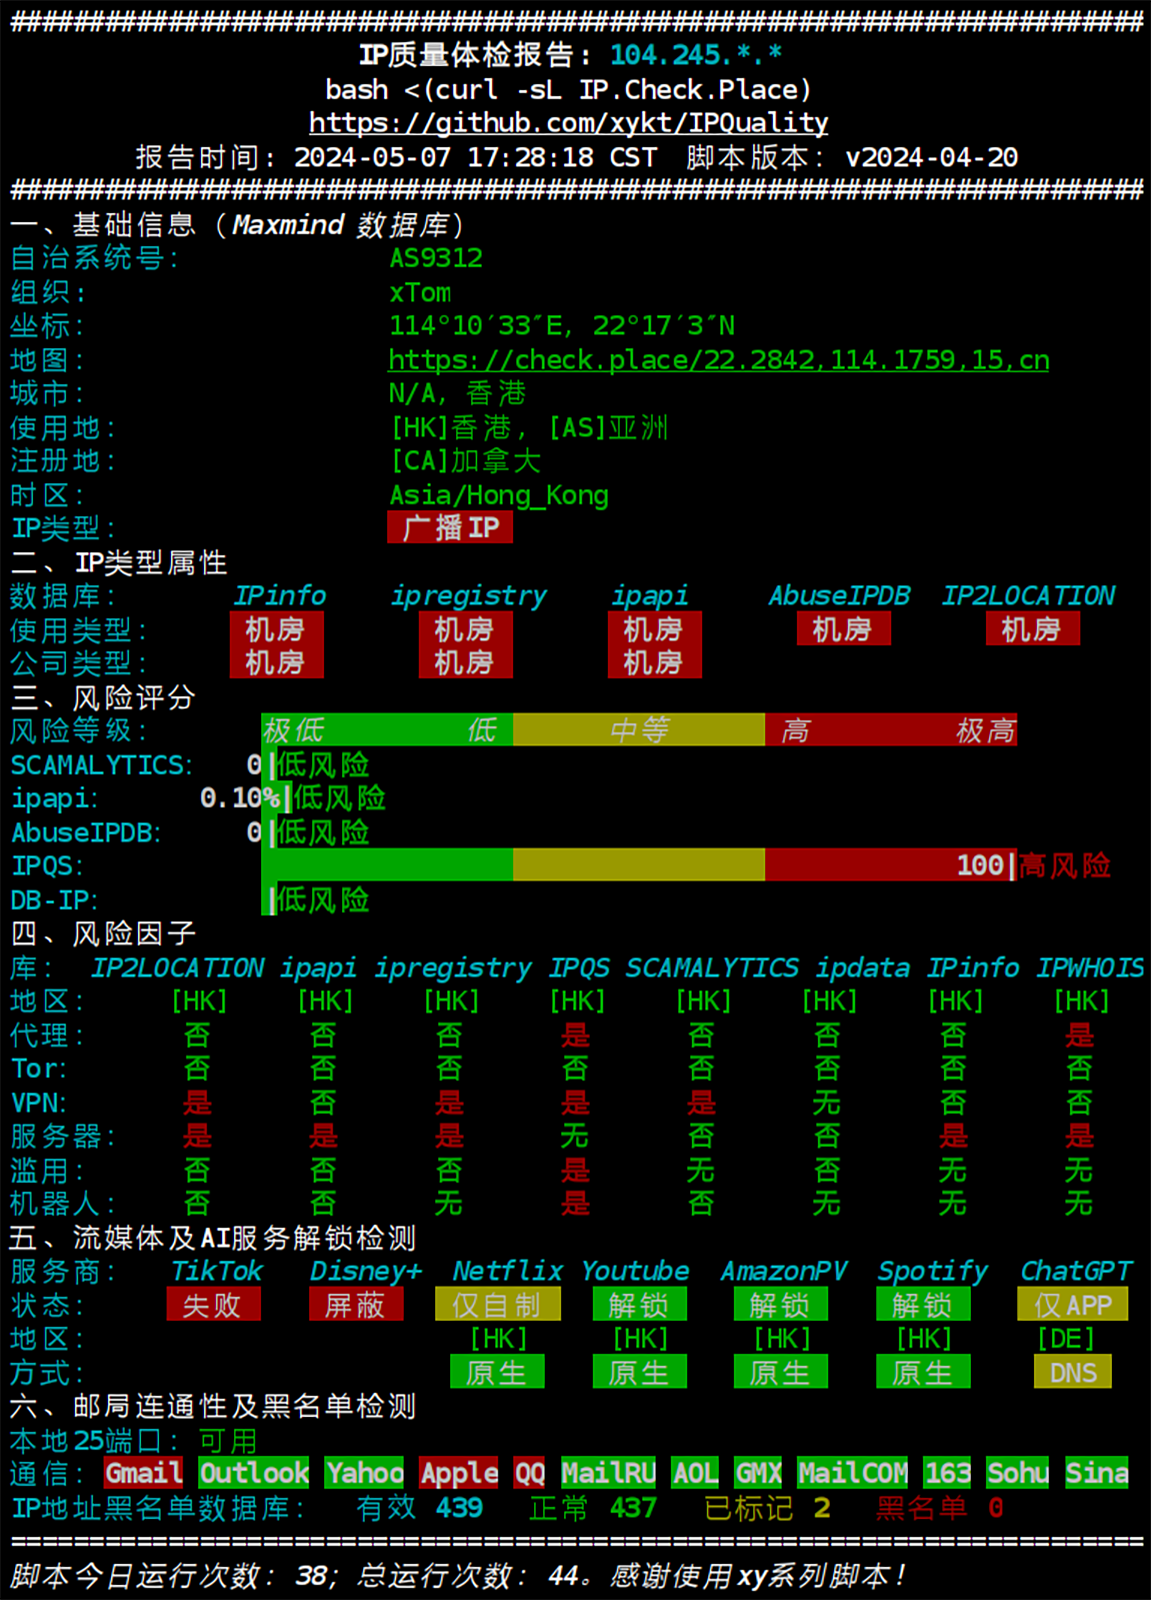 ########################################################################
IP质量体检报告: 104.245.*.*
bash <(curl -sL IP.Check.Place)
https://github.com/xykt/IPQuality
报告时间: 2024-05-07 17:28:18 CST 脚本版本: v2024-04-20
########################################################################
一、基础信息 (Maxmind 数据库)
自治系统号: AS9312
组织: xTom
坐标: 114°10′33″E, 22°17′3″N
地图: https://check.place/22.2842,114.1759,15,cn
城市: N/A, 香港
使用地: [HK]香港, [AS]亚洲
注册地: [CA]加拿大
时区: Asia/Hong_Kong
IP类型: 广播IP
二、IP类型属性
数据库: IPinfo ipregistry ipapi AbuseIPDB IP2LOCATION
使用类型: 机房 机房 机房 机房 机房
公司类型: 机房 机房 机房
三、风险评分
风险等级: 极低 低 中等 高 极高
SCAMALYTICS: 0|低风险
ipapi: 0.10%|低风险
AbuseIPDB: 0|低风险
IPQS: 100|高风险
DB-IP: |低风险
四、风险因子
库: IP2LOCATION ipapi ipregistry IPQS SCAMALYTICS ipdata IPinfo IPWHOIS
地区: [HK] [HK] [HK] [HK] [HK] [HK] [HK] [HK]
代理: 否 否 否 是 否 否 否 是
Tor: 否 否 否 否 否 否 否 否
VPN: 是 否 是 是 是 无 否 否
服务器: 是 是 是 无 否 否 是 是
滥用: 否 否 否 是 无 否 无 无
机器人: 否 否 无 是 否 无 无 无
五、流媒体及AI服务解锁检测
服务商: TikTok Disney+ Netflix Youtube AmazonPV Spotify ChatGPT
状态: 失败 屏蔽 仅自制 解锁 解锁 解锁 仅APP
地区: [HK] [HK] [HK] [HK] [DE]
方式: 原生 原生 原生 原生 DNS
六、邮局连通性及黑名单检测
本地25端口: 可用
通信: Gmail Outlook Yahoo Apple QQ MailRU AOL GMX MailCOM 163 Sohu Sina
IP地址黑名单数据库: 有效 439 正常 437 已标记 2 黑名单 0
========================================================================
脚本今日运行次数: 38; 总运行次数: 44。感谢使用xy系列脚本!